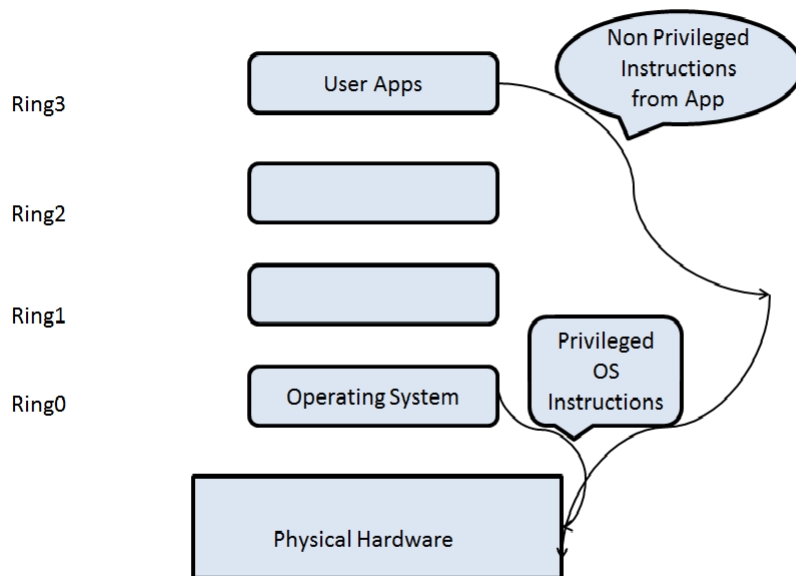 Non Privileged
Instructions
from App
User Apps
Ring3
Ring2
Ring1
Privileged
OS
Instructions
Operating System
Ring0
Physical Hardware